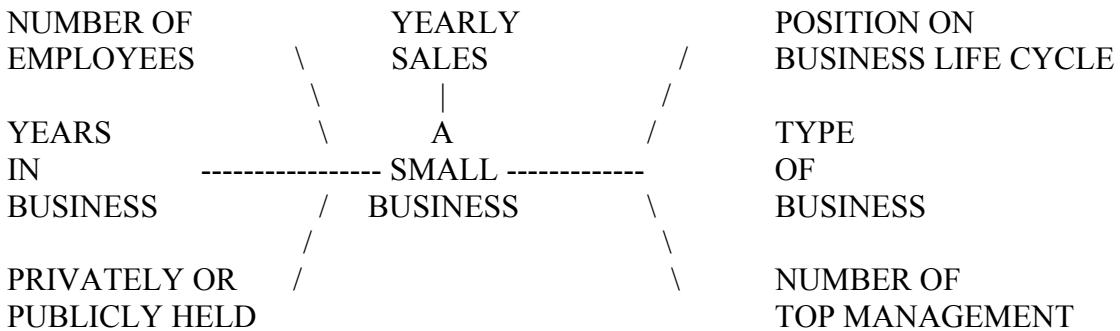 NUMBER OF YEARLY POSITION ON
EMPLOYEES \ SALES / BUSINESS LIFE CYCLE
\ | /
YEARS \ A / TYPE
IN ----------------- SMALL ------------- OF
BUSINESS / BUSINESS \ BUSINESS
/ \
PRIVATELY OR / \ NUMBER OF
PUBLICLY HELD TOP MANAGEMENT